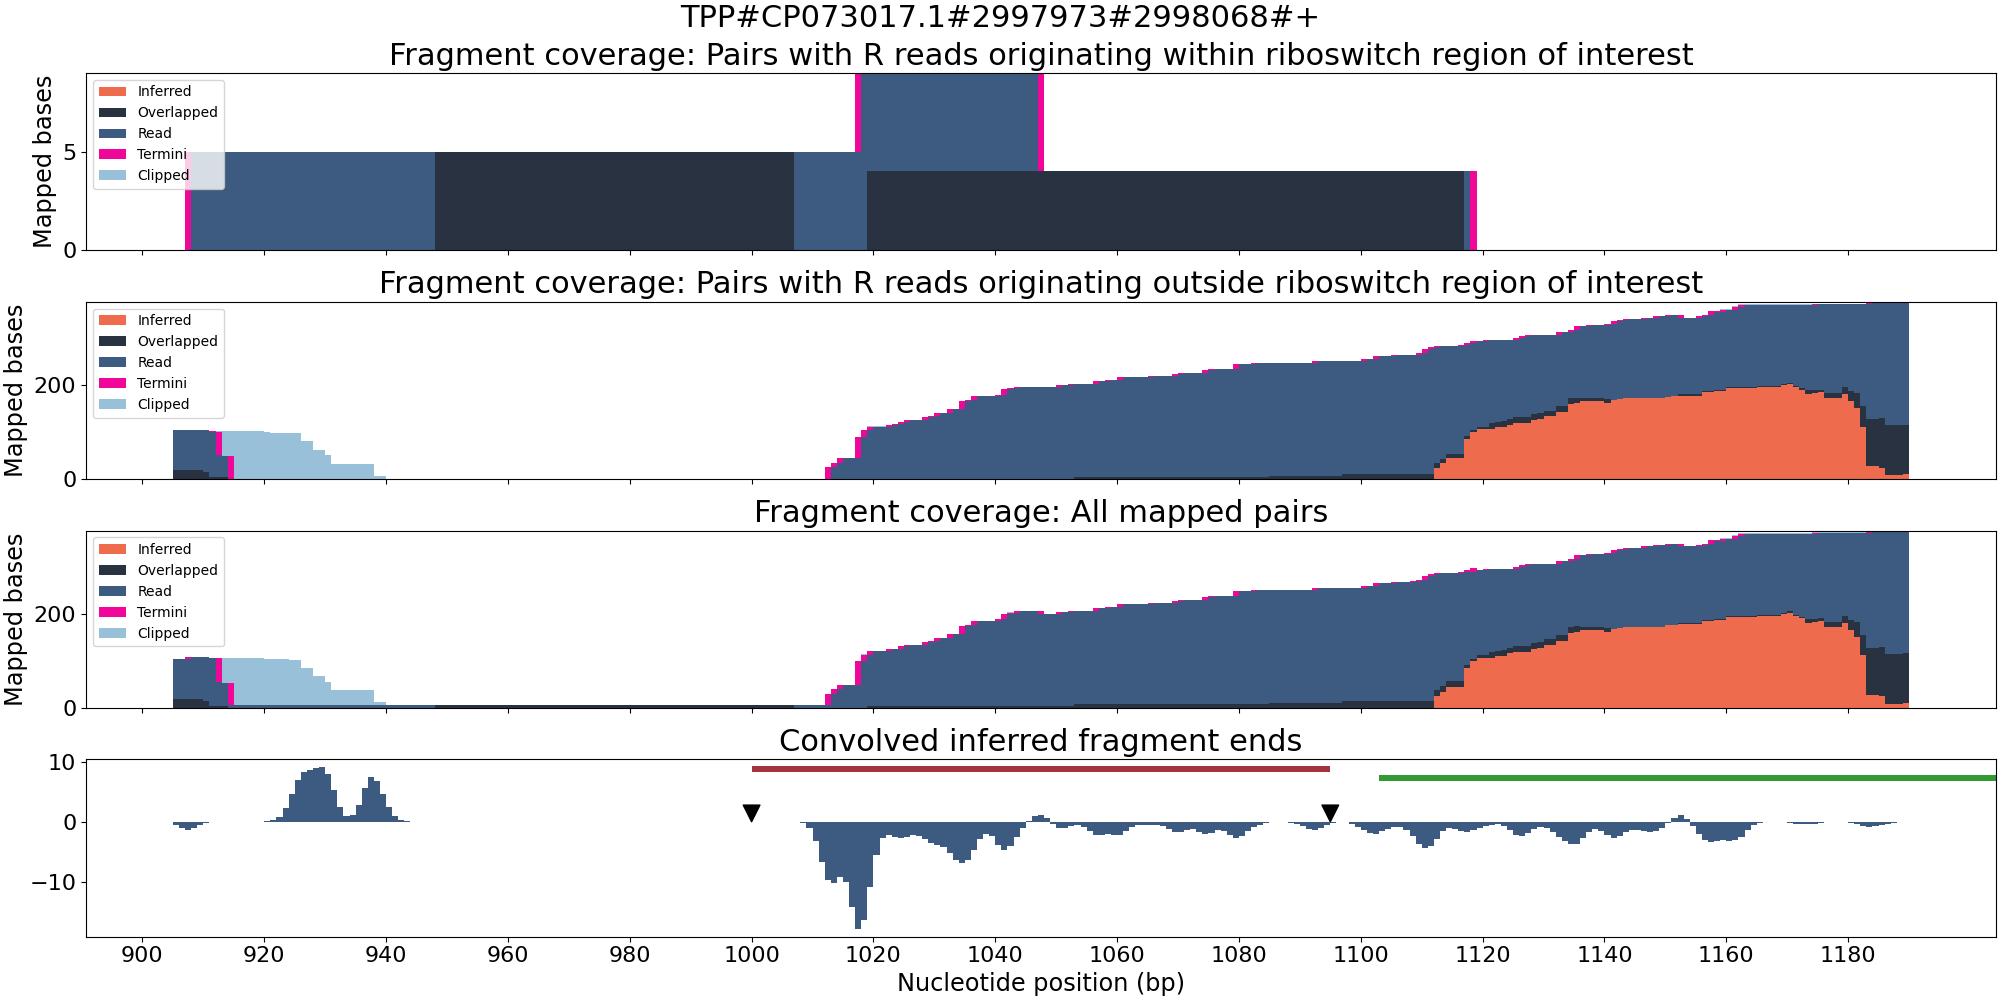 TPP#CP073017.1#2997973#2998068#+
Fragment coverage: Pairs with R reads originating within riboswitch region of interest
Mapped bases
5
0
Inferred
Overlapped
Read
Termini
Clipped
Fragment coverage: Pairs with R reads originating outside riboswitch region of interest
Mapped bases
200
0
Inferred
Overlapped
Read
Termini
Clipped
Fragment coverage: All mapped pairs
Mapped bases
200
0
Inferred
Overlapped
Read
Termini
Clipped
Convolved inferred fragment ends
10
0
−10
900 920 940 960 980 1000 1020 1040 1060 1080 1100 1120 1140 1160 1180
Nucleotide position (bp)